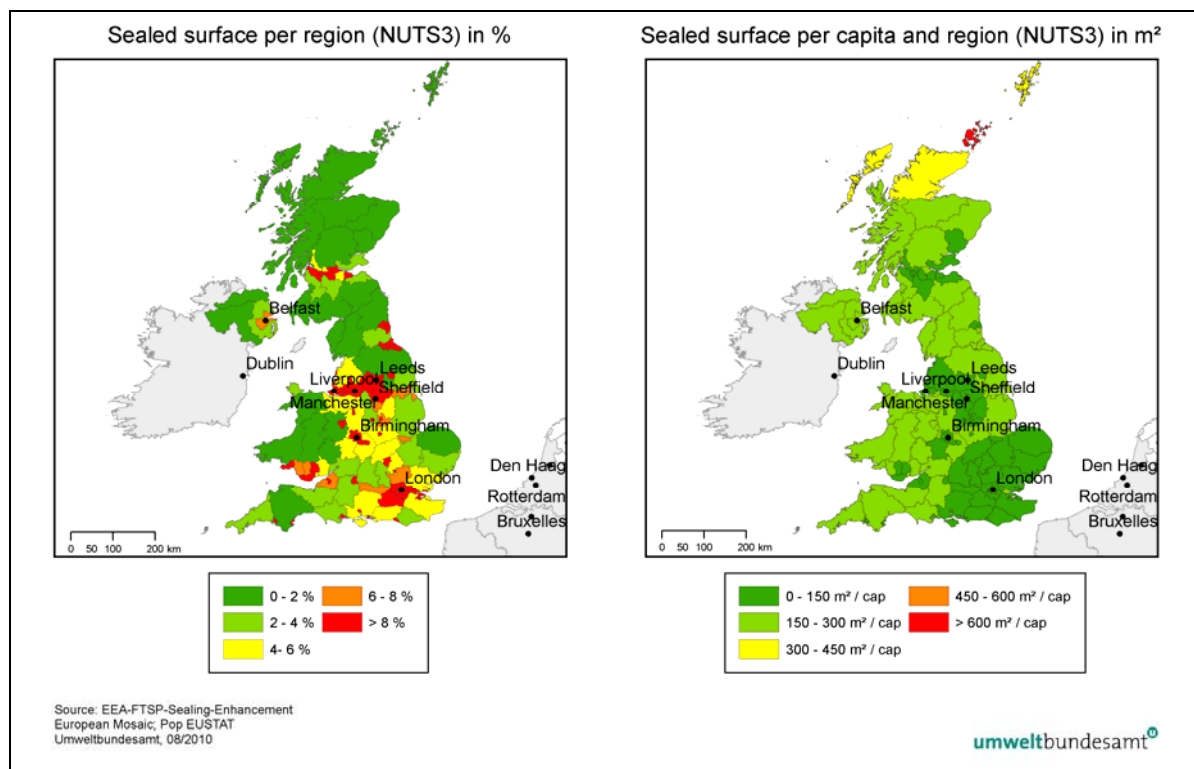 Sealed surface per region (NUTS3) in %
Belfast
Dublin
Leeds
Liverpool
Sheffield
Manchester
Birmingham
London
Den Haag
Rotterdam
Bruxelles
0 50 100 200 km
0 - 2 %
6 - 8 %
2 - 4 %
> 8 %
4- 6 %
Sealed surface per capita and region (NUTS3) in m²
Belfast
Dublin
Leeds
Liverpool
Sheffield
Manchester
Birmingham
London
Den Haag
Rotterdam
Bruxelles
0 50 100 200 km
0 - 150 m² / cap
450 - 600 m² / cap
150 - 300 m² / cap
> 600 m² / cap
300 - 450 m² / cap
Source: EEA-FTSP-Sealing-Enhancement
European Mosaic; Pop EUSTAT
Umweltbundesamt, 08/2010
umweltbundesamt U